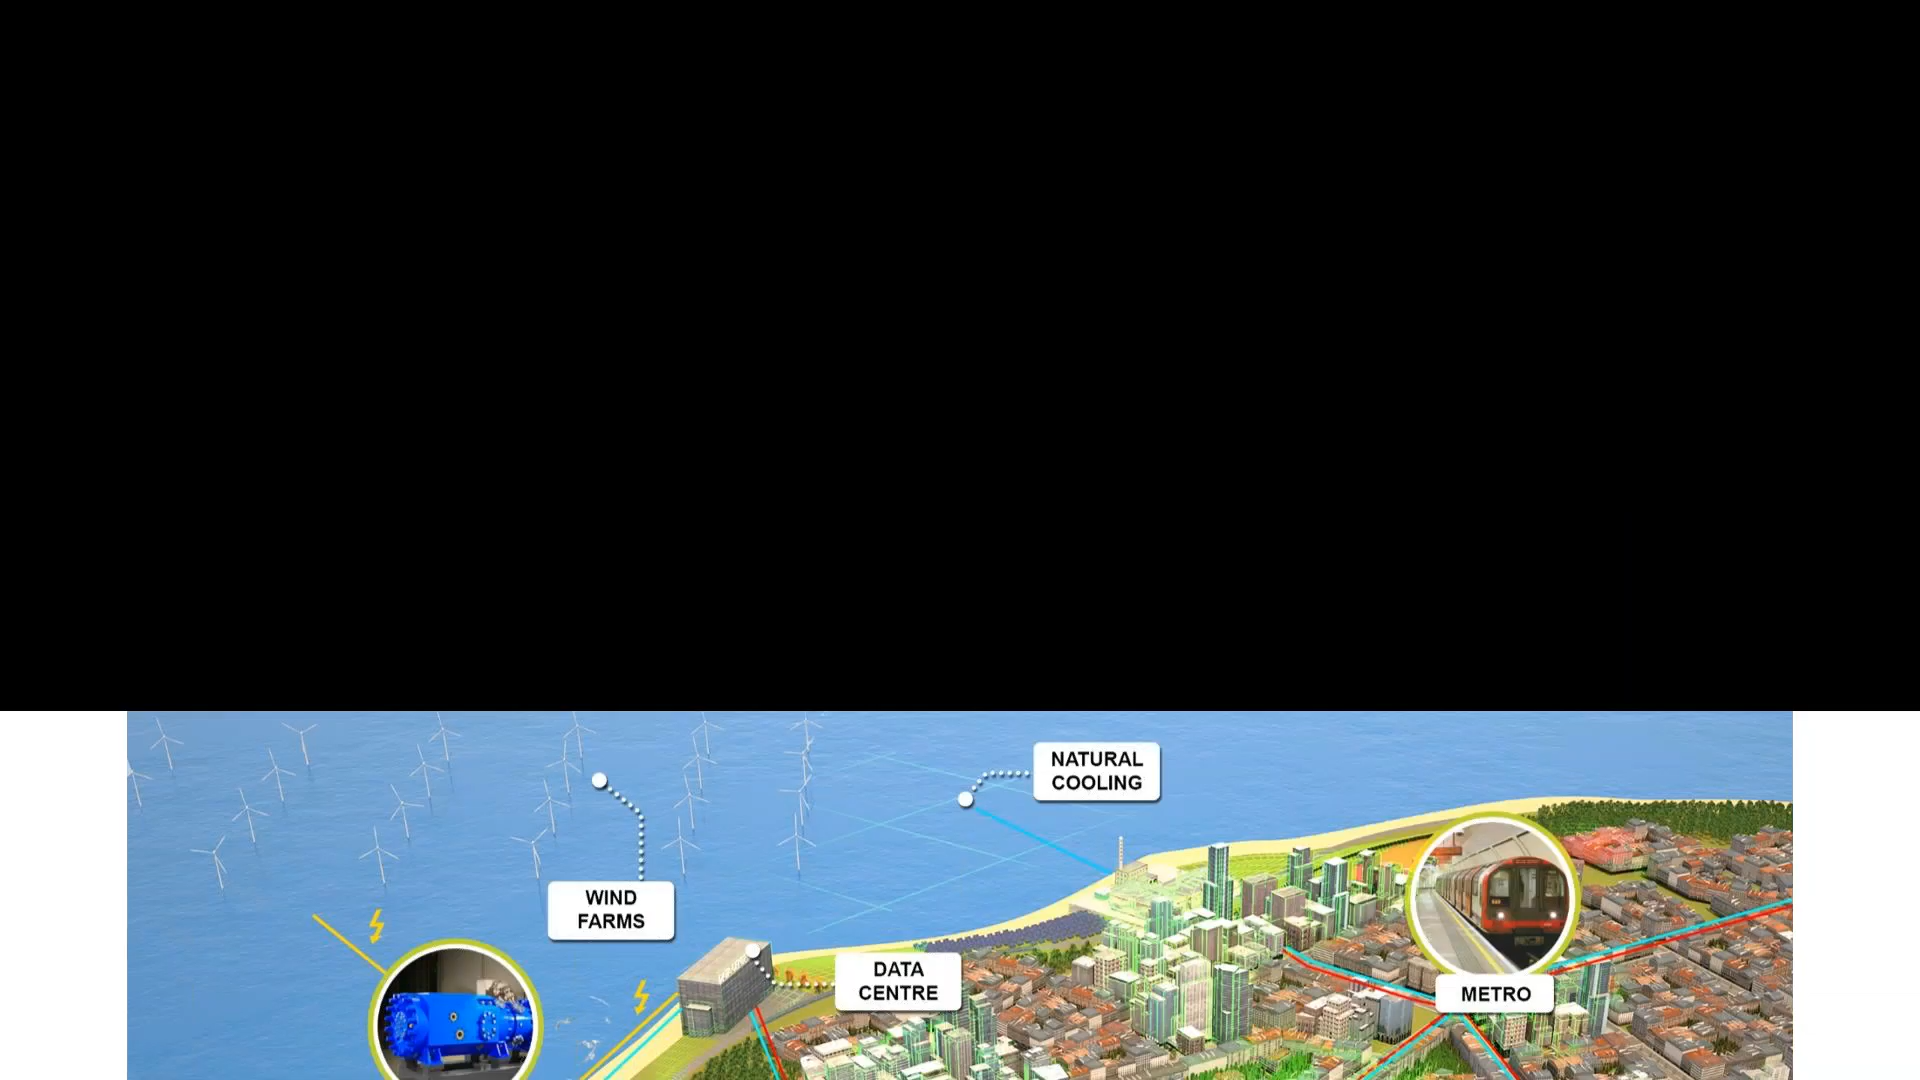 NATURAL
COOLING
WIND
FARMS
DATA
CENTRE
METRO